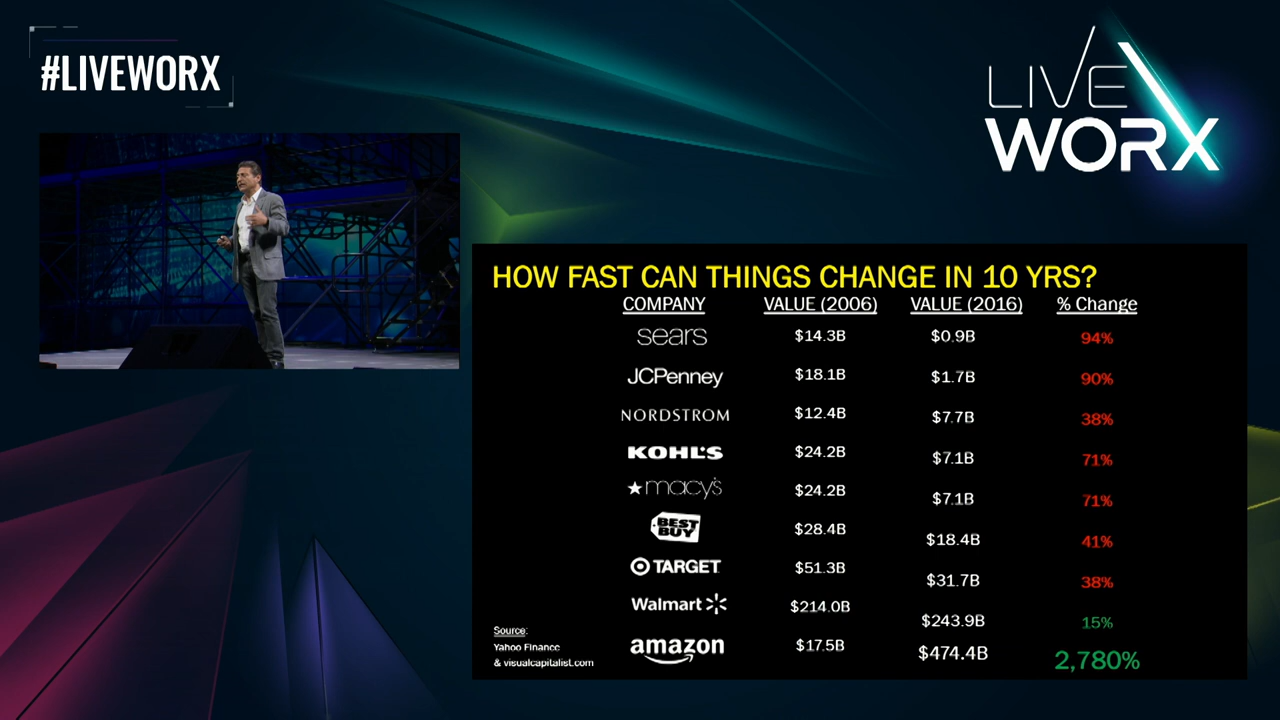 #LIVEWORX
LIVE
WORX
HOW FAST CAN THINGS CHANGE IN 10 YRS?
COMPANY VALUE (2006) VALUE (2016) % Change
sears $14.3B $0.9B 94%
JCPenney $18.1B $1.7B 90%
NORDSTROM $12.4B $7.7B 38%
KOHL'S $24.2B $7.1B 71%
macy's $24.2B $7.1B 71%
BEST BUY $28.4B $18.4B 41%
TARGET $51.3B $31.7B 38%
Walmart $214.0B $243.9B 15%
amazon $17.5B $474.4B 2,780%
Source:
Yahoo Finance
& visualcapitalist.com